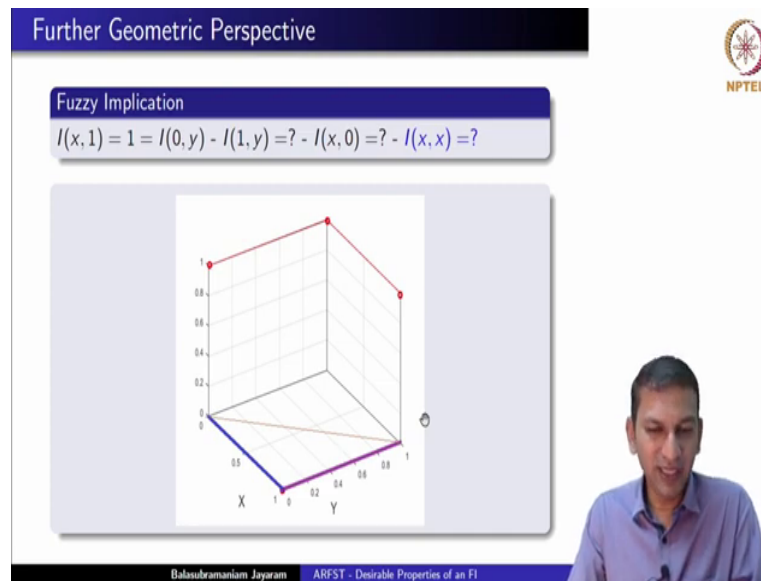 Further Geometric Perspective
NPTEL
Fuzzy Implication
I(x, 1) = 1 = I(0, y) - I(1, y) =? - I(x, 0) =? - I(x, x) =?
1
0.8
0.6
0.4
0.2
0
0
0.5
1
0
0.2
0.4
0.6
0.8
1
X
Y
Balasubramaniam Jayaram
ARFST - Desirable Properties of an FI